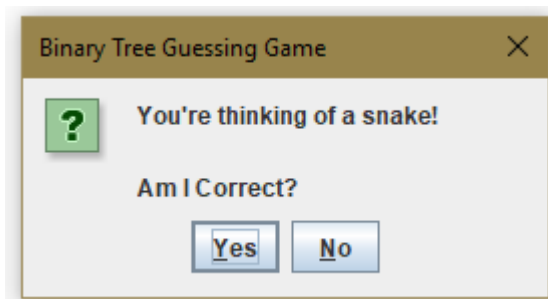 Binary Tree Guessing Game
?
You're thinking of a snake!
Am I Correct?
Yes No